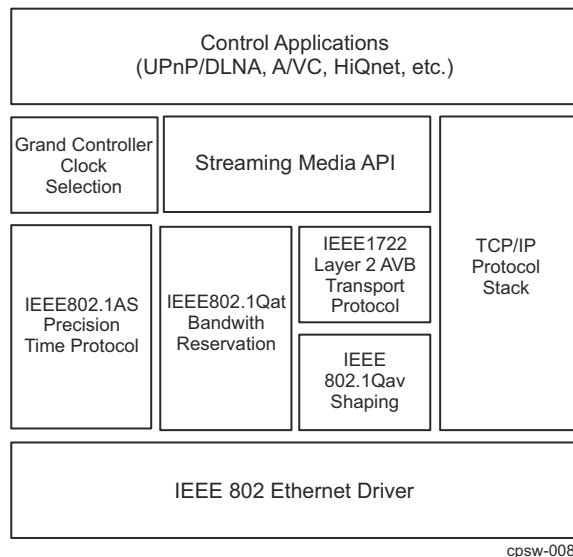 Control Applications
(UPnP/DLNA, A/VC, HiQnet, etc.)
Grand Controller
Clock
Selection
Streaming Media API
IEEE802.1AS
Precision
Time Protocol
IEEE802.1Qat
Bandwith
Reservation
IEEE1722
Layer 2 AVB
Transport
Protocol
IEEE
802.1Qav
Shaping
TCP/IP
Protocol
Stack
IEEE 802 Ethernet Driver
cpsw-008